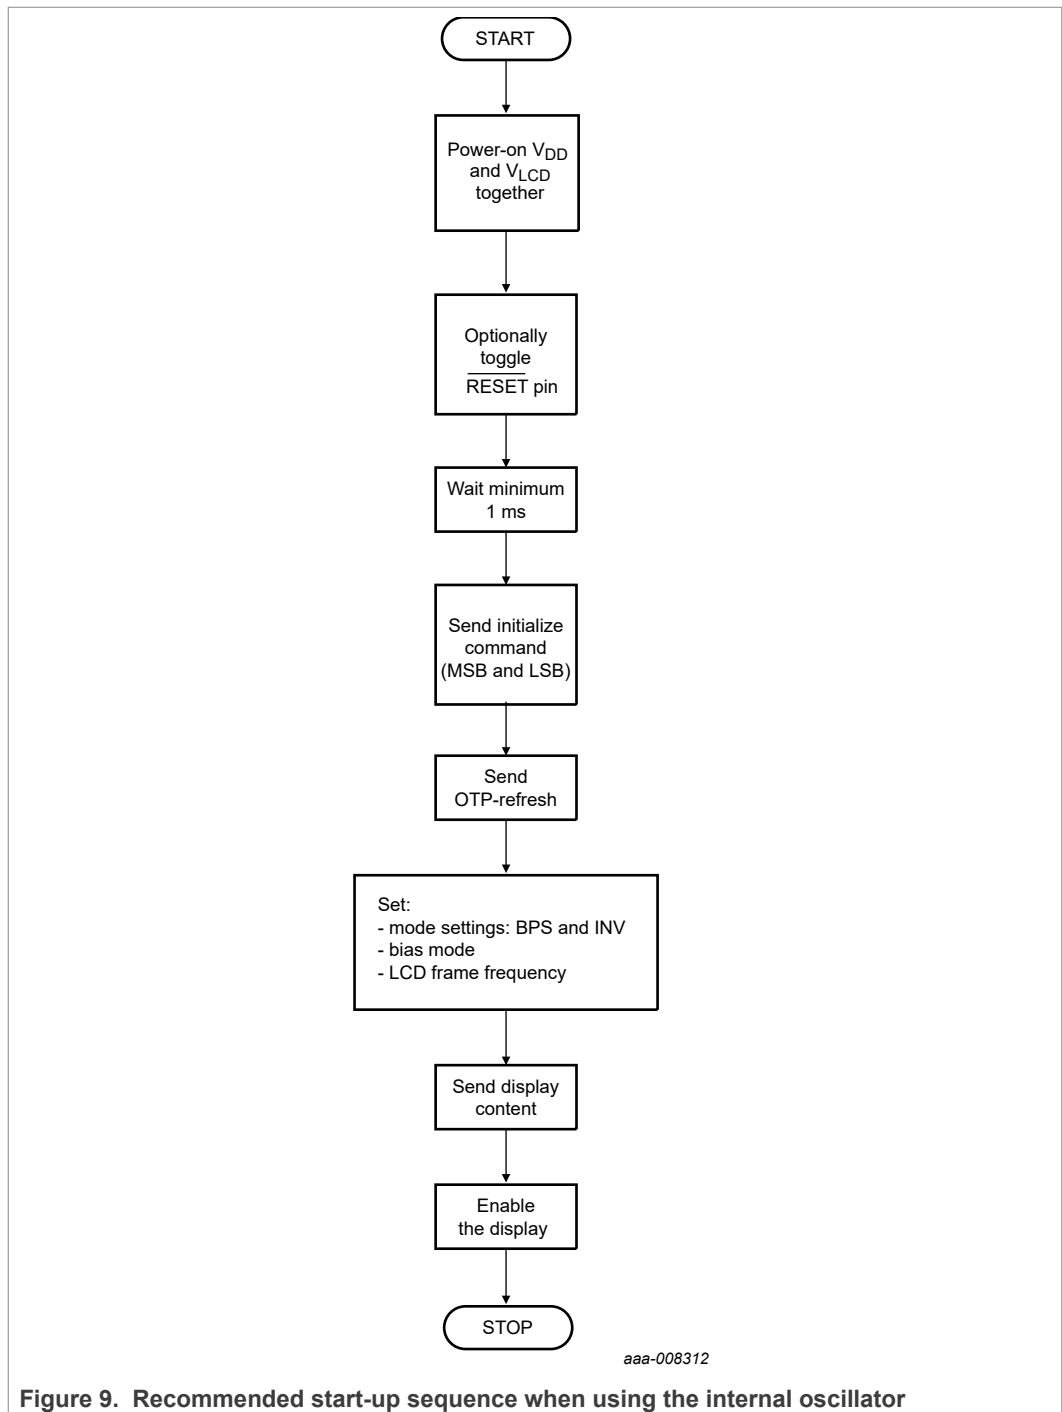 START
Power-on VDD
and VLCD
together
Optionally
toggle
RESET pin
Wait minimum
1 ms
Send initialize
command
(MSB and LSB)
Send
OTP-refresh
Set:
- mode settings: BPS and INV
- bias mode
- LCD frame frequency
Send display
content
Enable
the display
STOP
aaa-008312
Figure 9. Recommended start-up sequence when using the internal oscillator